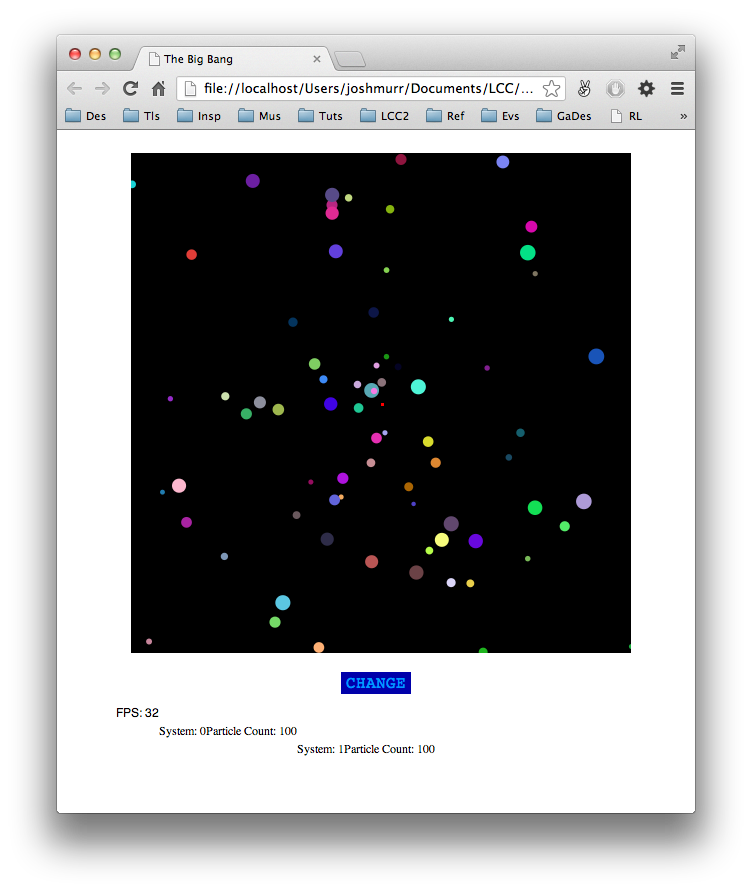 The Big Bang
file://localhost/Users/joshmurr/Documents/LCC/...
Des Tls Insp Mus Tuts LCC2 Ref Evs GaDes RL »
CHANGE
FPS: 32
System: 0Particle Count: 100
System: 1Particle Count: 100